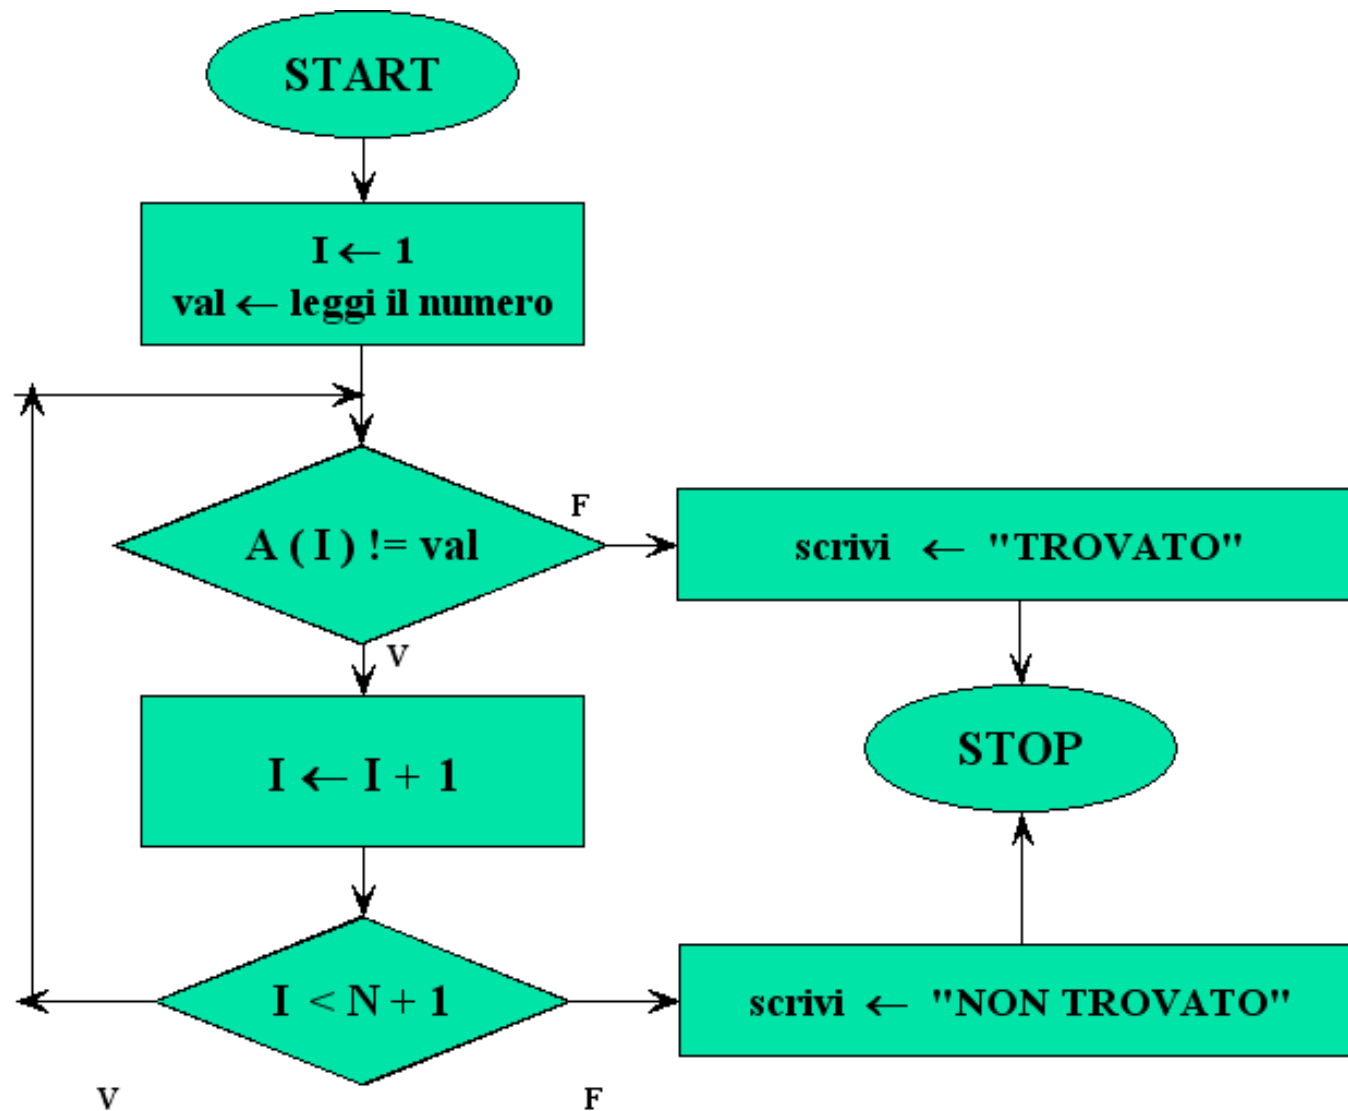 START
I ← 1
val ← leggi il numero
A ( I ) != val
F
scrivi ← "TROVATO"
V
I ← I + 1
STOP
I < N + 1
scrivi ← "NON TROVATO"
V
F